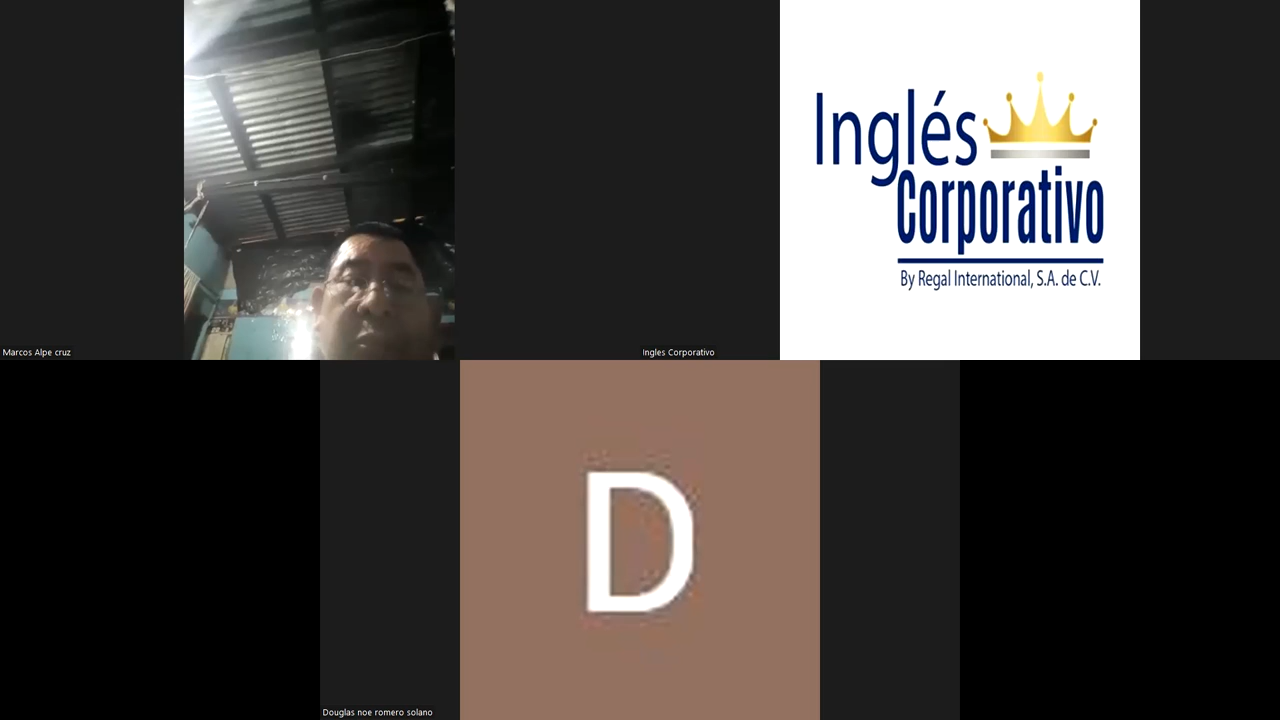 Inglés
Corporativo
By Regal International, S.A. de C.V.
Marcos Alpe cruz
Ingles Corporativo
D
Douglas noe romero solano